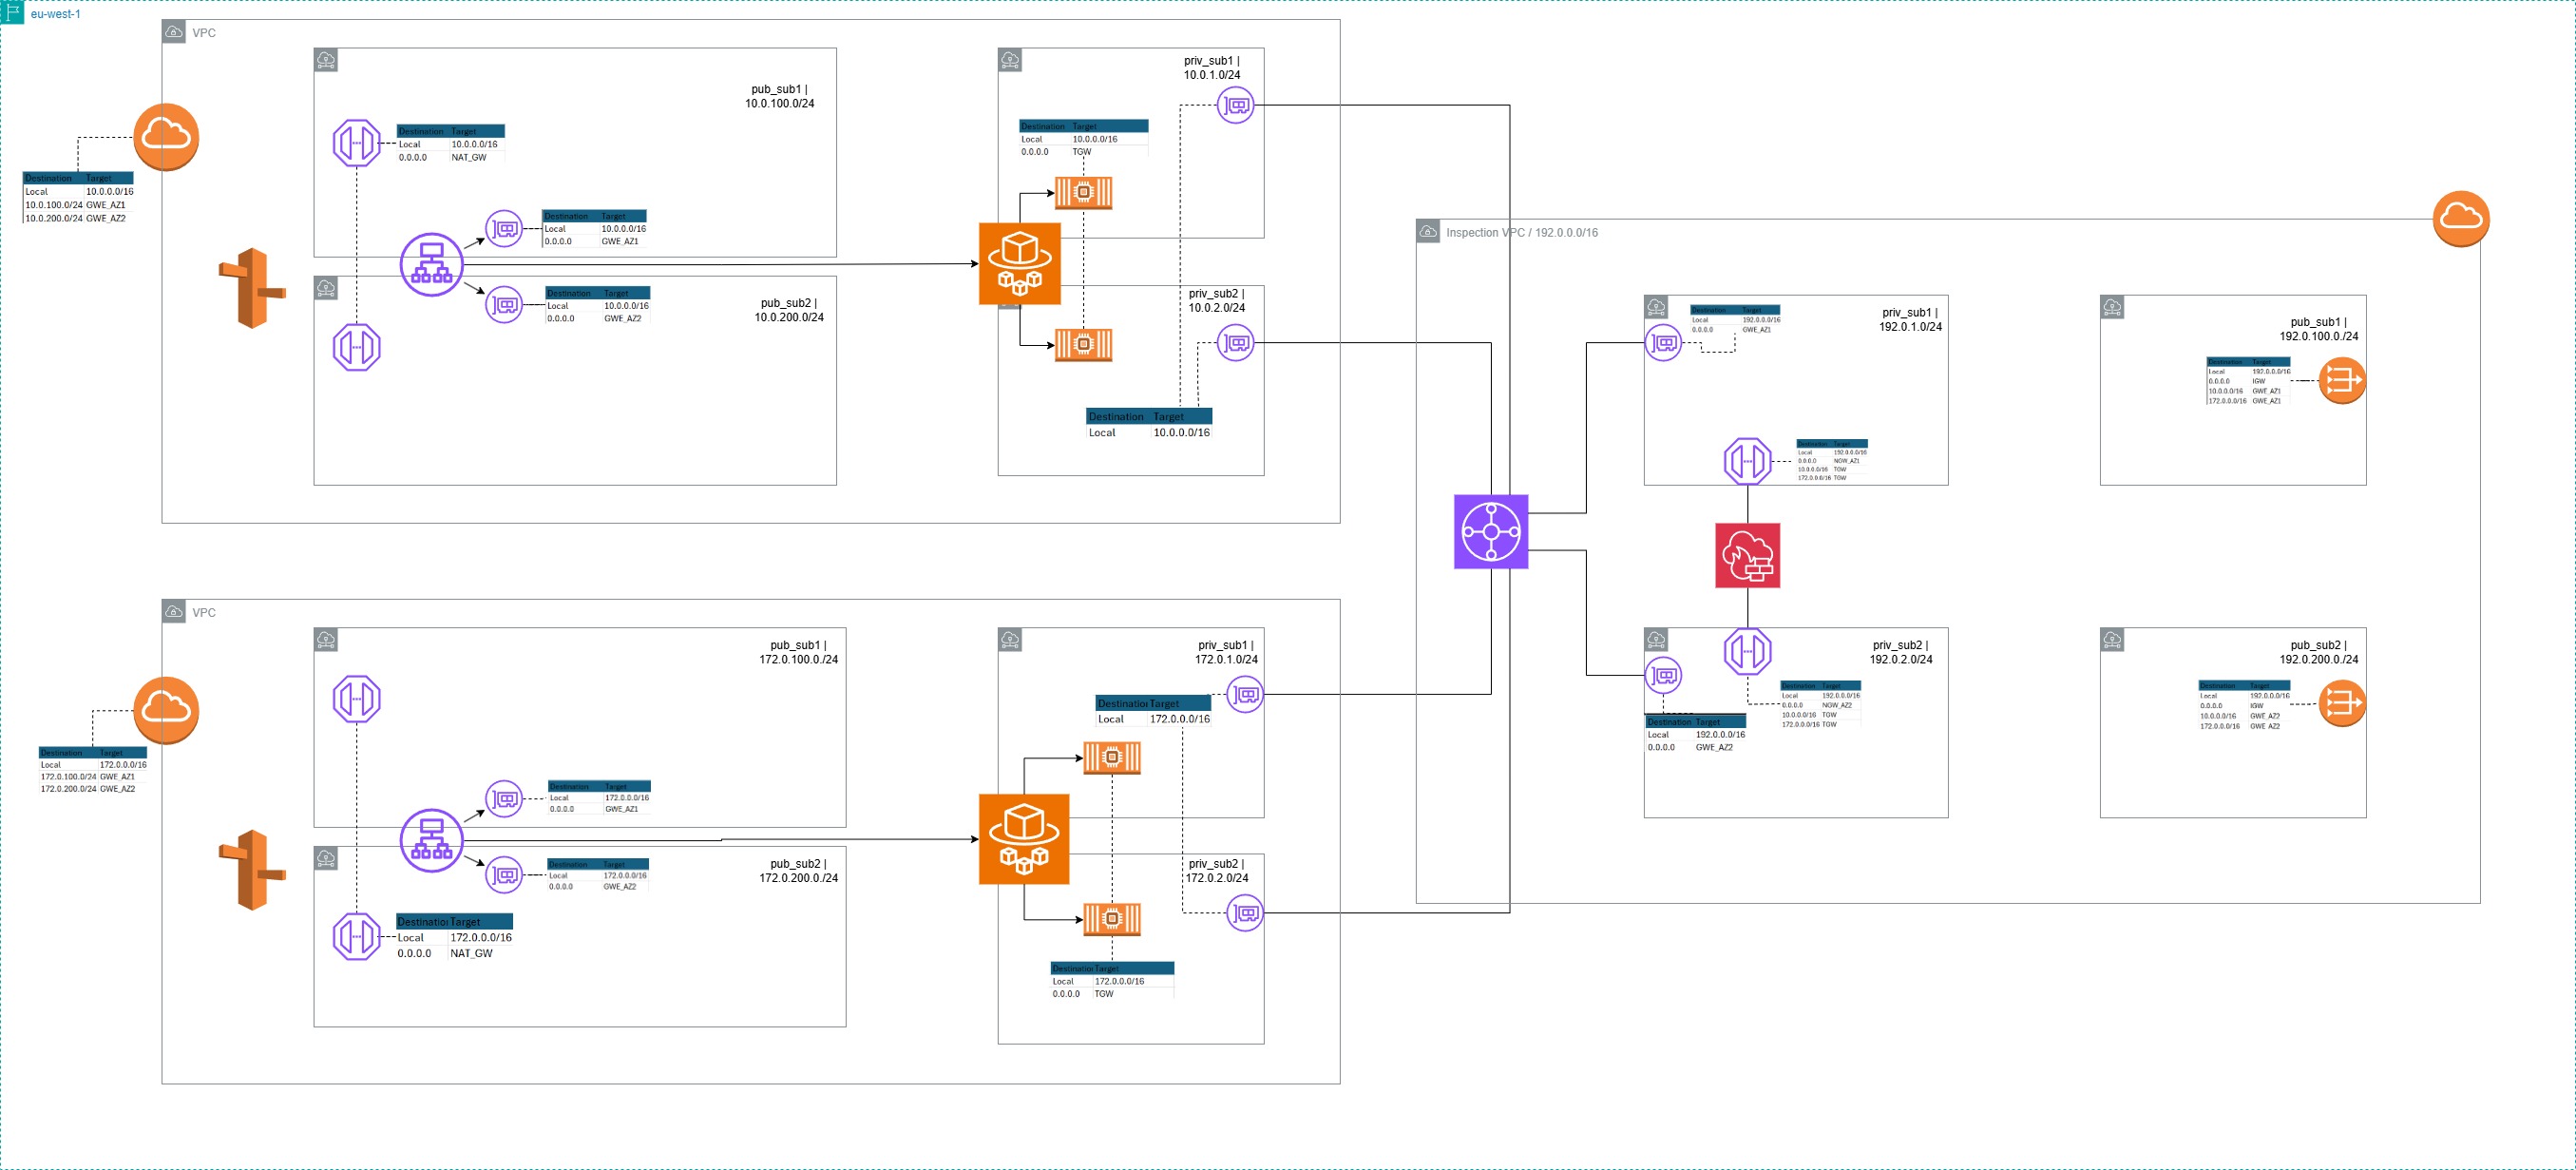 eu-west-1
VPC
pub_sub1 |
10.0.100.0/24
Destination Target
Local 10.0.0.0/16
0.0.0.0 NAT_GW
Destination Target
Local 10.0.0.0/16
10.0.100.0/24 GWE_AZ1
10.0.200.0/24 GWE_AZ2
Destination Target
Local 10.0.0.0/16
0.0.0.0 GWE_AZ1
pub_sub2 |
10.0.200.0/24
Destination Target
Local 10.0.0.0/16
0.0.0.0 GWE_AZ2
priv_sub1 |
10.0.1.0/24
Destination Target
Local 10.0.0.0/16
0.0.0.0 TGW
priv_sub2 |
10.0.2.0/24
Destination Target
Local 10.0.0.0/16
Inspection VPC / 192.0.0.0/16
priv_sub1 |
192.0.1.0/24
Destination Target
Local 192.0.0.0/16
0.0.0.0 GWE_AZ1
Destination Target
Local 192.0.0.0/16
0.0.0.0 NGW_AZ1
10.0.0.0/16 TGW
172.0.0.0/16 TGW
pub_sub1 |
192.0.100.0./24
Destination Target
Local 192.0.0.0/16
0.0.0.0 IGW
10.0.0.0/16 GWE_AZ1
172.0.0.0/16 GWE_AZ1
priv_sub2 |
192.0.2.0/24
Destination Target
Local 192.0.0.0/16
0.0.0.0 NGW_AZ2
10.0.0.0/16 TGW
172.0.0.0/16 TGW
Destination Target
Local 192.0.0.0/16
0.0.0.0 GWE_AZ2
pub_sub2 |
192.0.200.0./24
Destination Target
Local 192.0.0.0/16
0.0.0.0 IGW
10.0.0.0/16 GWE_AZ2
172.0.0.0/16 GWE_AZ2
VPC
pub_sub1 |
172.0.100.0./24
Destination Target
Local 172.0.0.0/16
172.0.100.0/24 GWE_AZ1
172.0.200.0/24 GWE_AZ2
Destination Target
Local 172.0.0.0/16
0.0.0.0 GWE_AZ1
pub_sub2 |
172.0.200.0./24
Destination Target
Local 172.0.0.0/16
0.0.0.0 GWE_AZ2
Destinatio Target
Local 172.0.0.0/16
0.0.0.0 NAT_GW
priv_sub1 |
172.0.1.0/24
Destinatio Target
Local 172.0.0.0/16
priv_sub2 |
172.0.2.0/24
Destination Target
Local 172.0.0.0/16
0.0.0.0 TGW